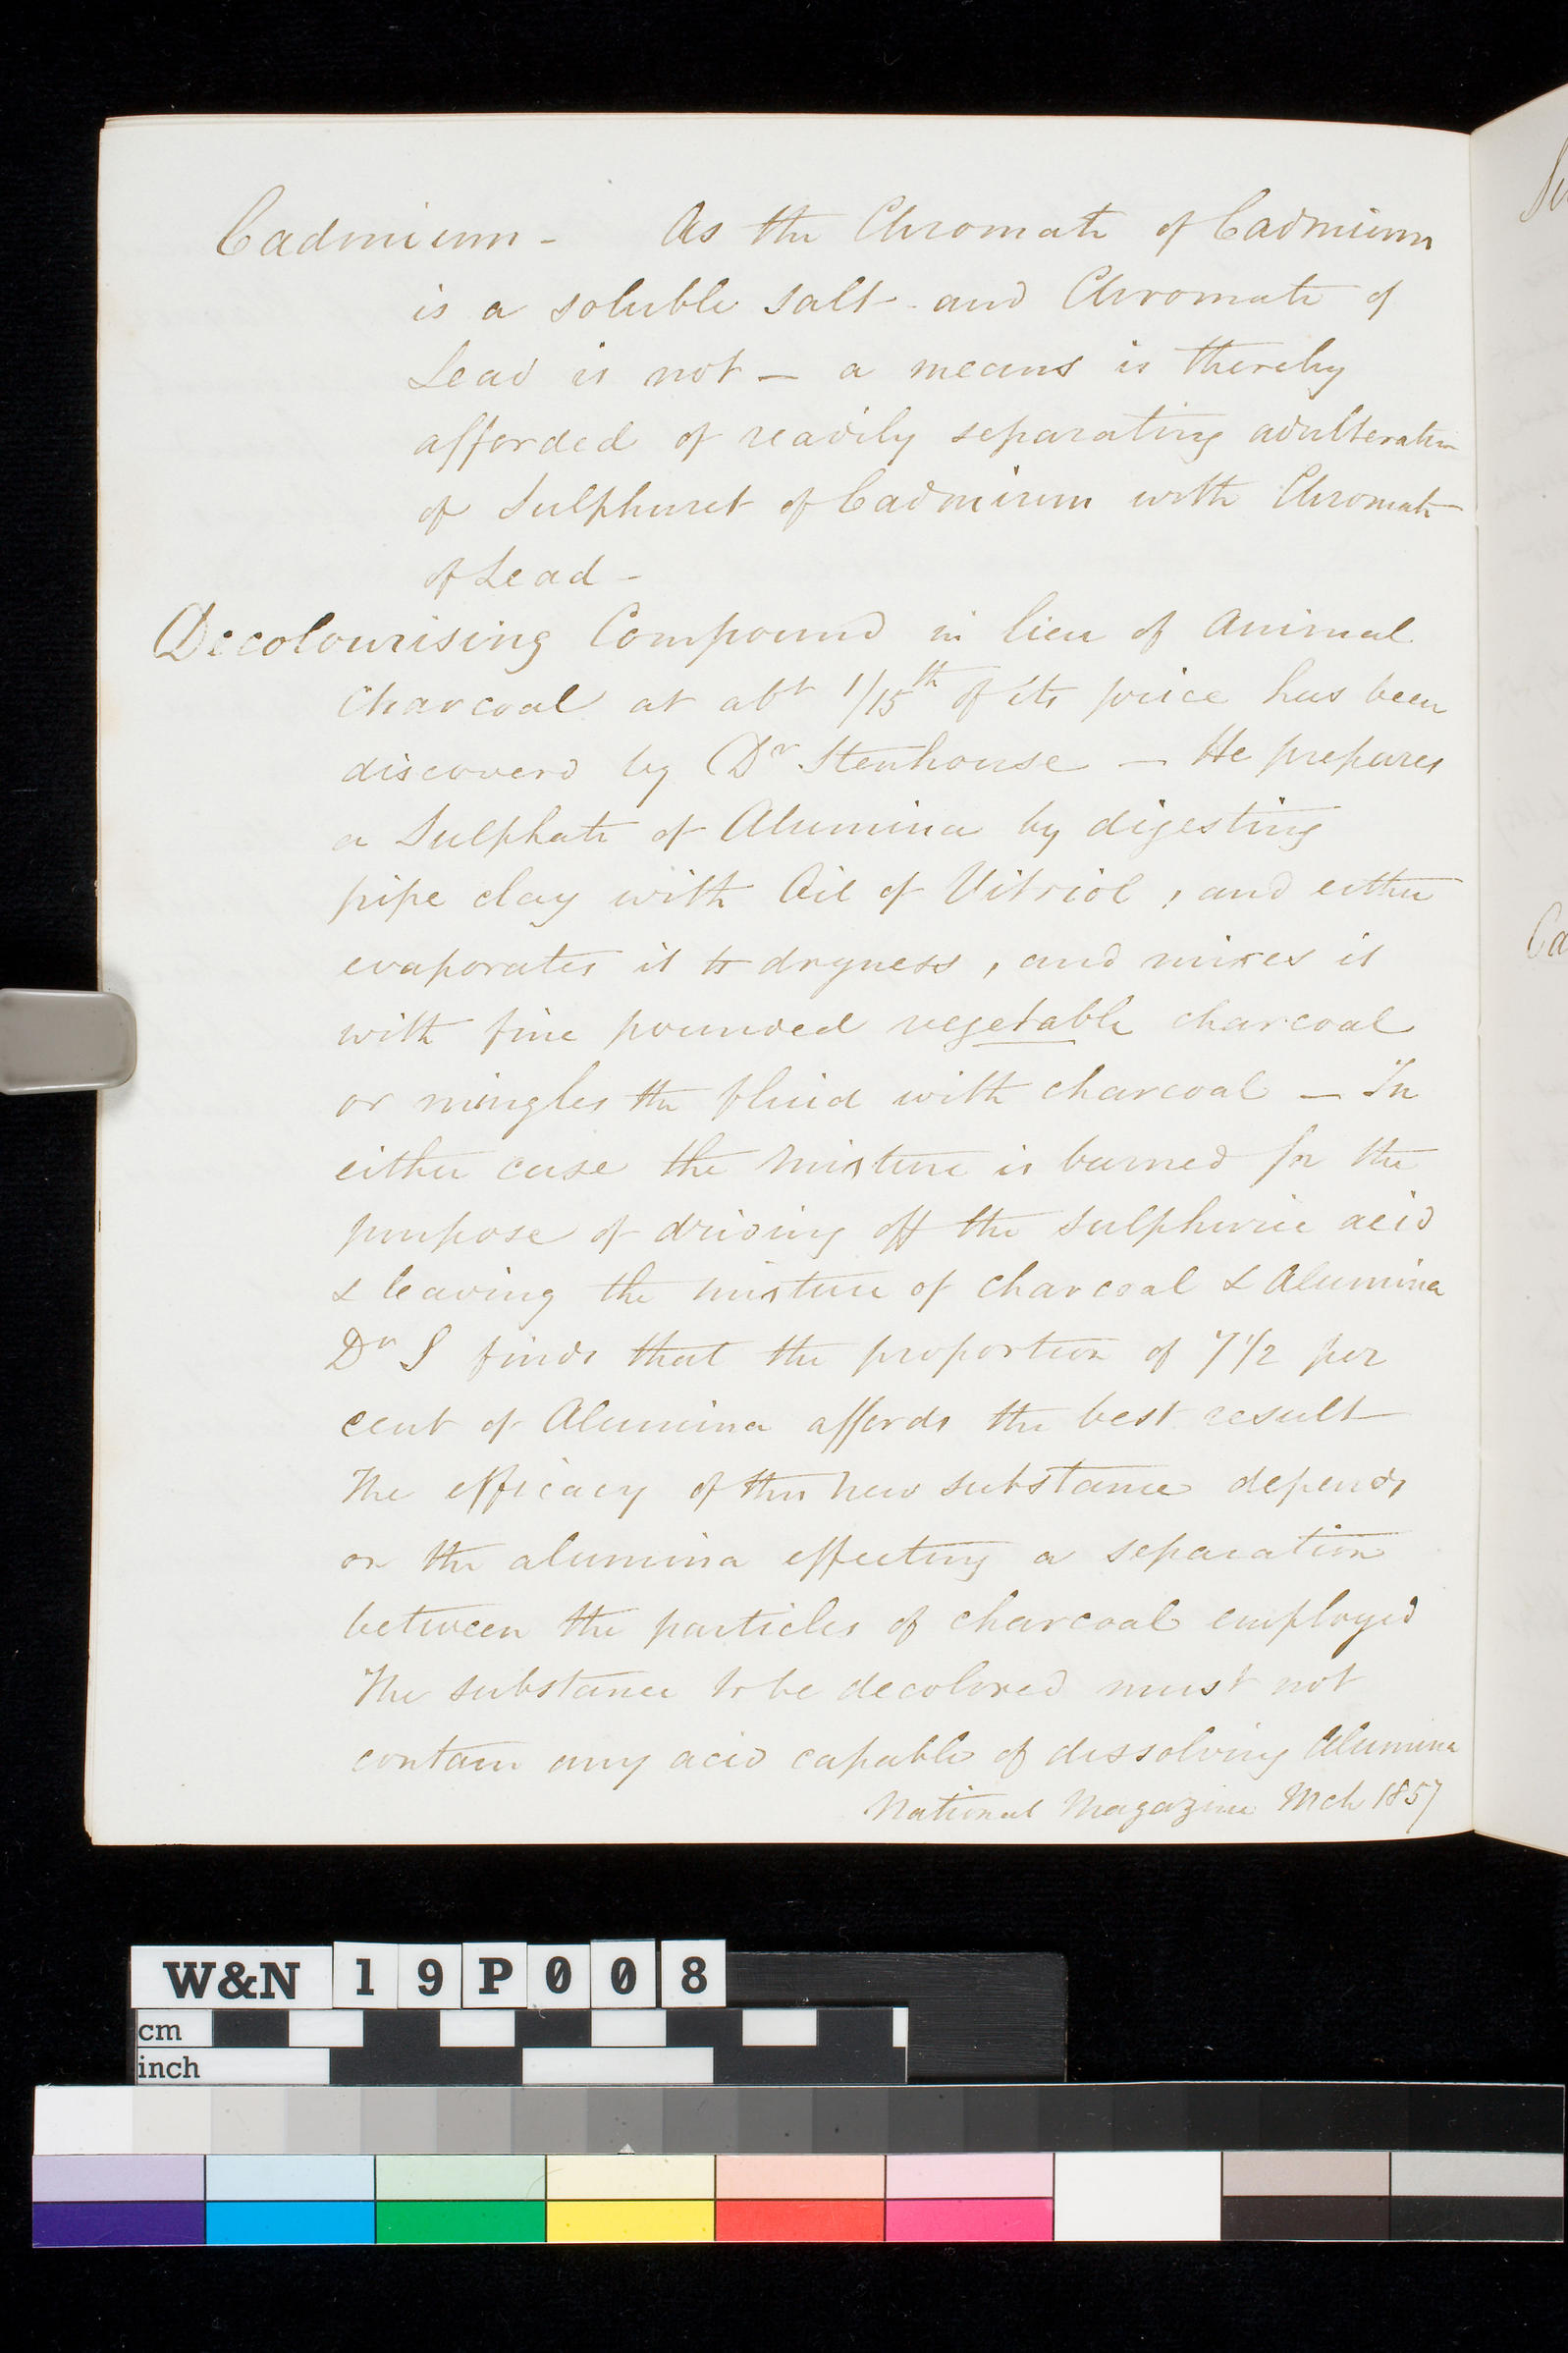 Cadmium - As the Chromate of Cadmium
is a soluble salt - and Chromate of
Lead is not - a means is thereby
afforded of readily separating adulteration
of Sulphuret of Cadmium with Chromate
of Lead -
Decolourising Compound in lieu of Animal
Charcoal at abt 1/15th of its price has been
discoverd by Dr Stenhouse - He prepares
a Sulphate of Alumina by digesting
pipe clay with Oil of Vitriol, and either
evaporates it to dryness, and mixes it
with fine pounded vegetable charcoal
or mingles the fluid with charcoal - In
either case the mixture is burned for the
purpose of driving off the sulphuric acid
& leaving the mixture of charcoal & Alumina
Dr S finds that the proportion of 7 1/2 per
cent of Alumina affords the best result
The efficacy of this new substance depends
on the alumina effecting a separation
between the particles of charcoal employed
The substance to be decolored must not
contain any acid capable of dissolving Alumina
National Magazine Mch 1857
W&N 19P008
cm
inch